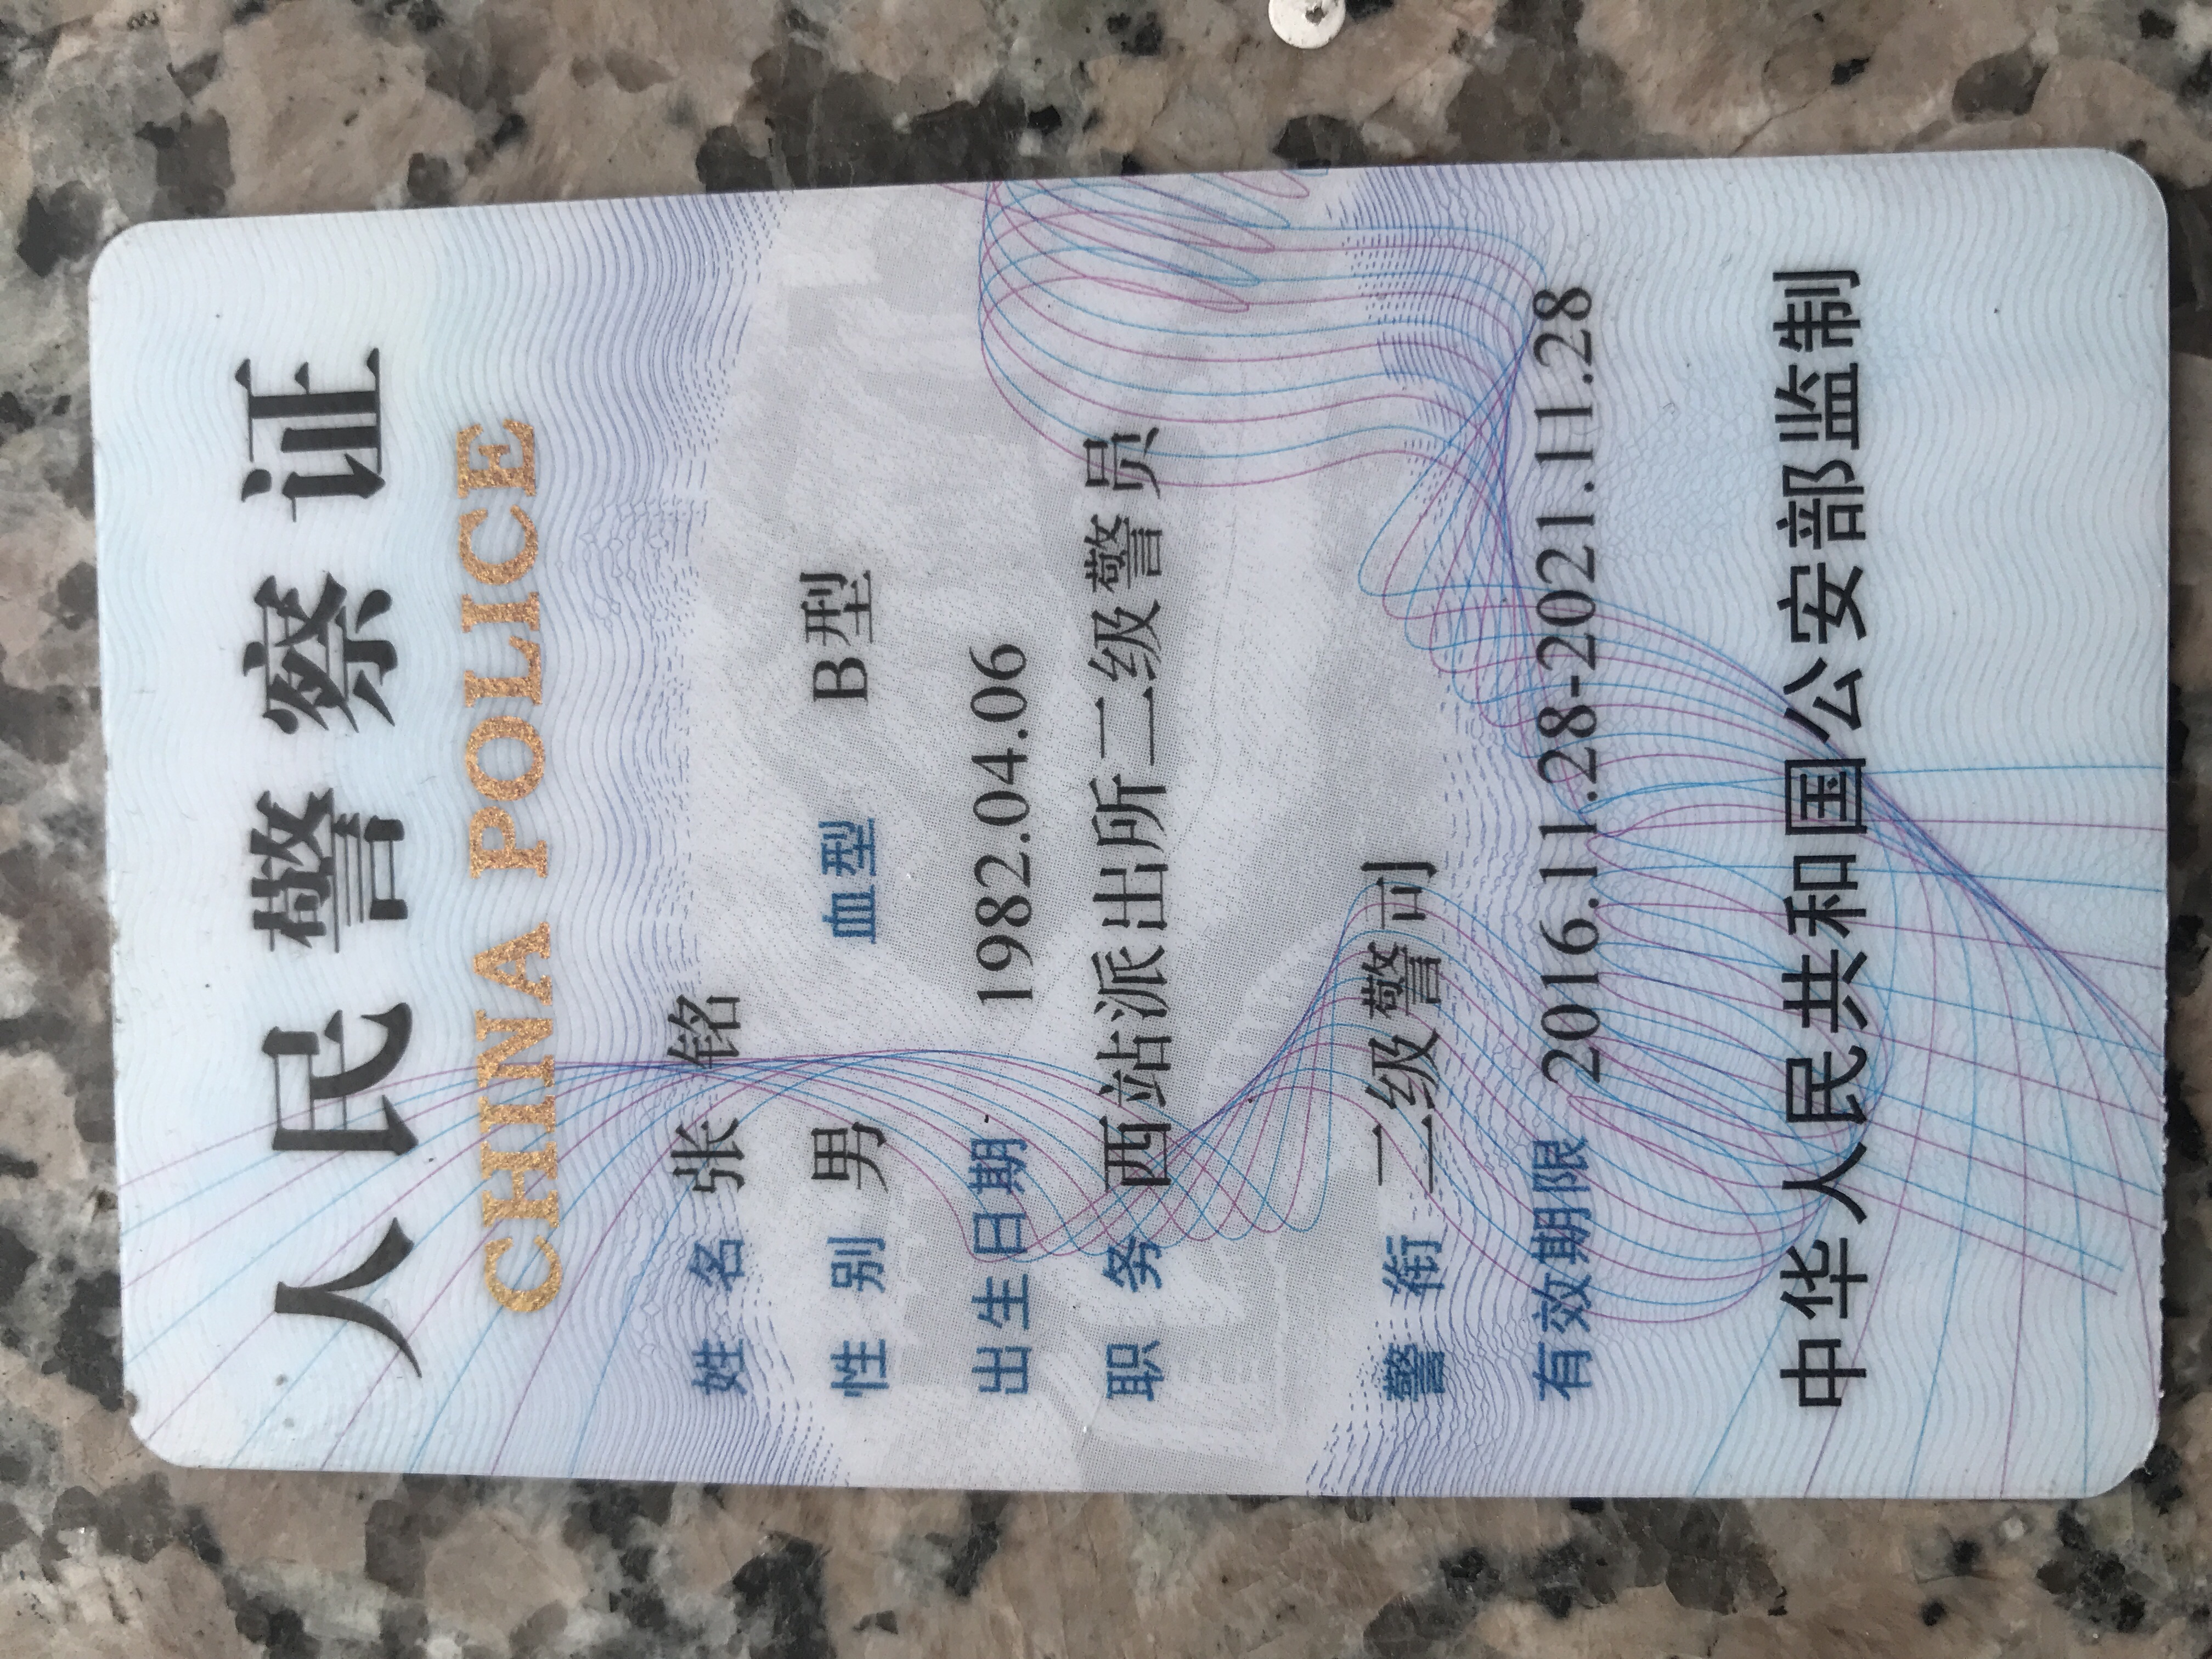 人民警察证
CHINA POLICE
姓 名 张 铭
性 别 男 血型 B型
出生日期 1982.04.06
职 务 西站派出所二级警员
警 衔 二级警司
有效期限 2016.11.28-2021.11.28
中华人民共和国公安部监制